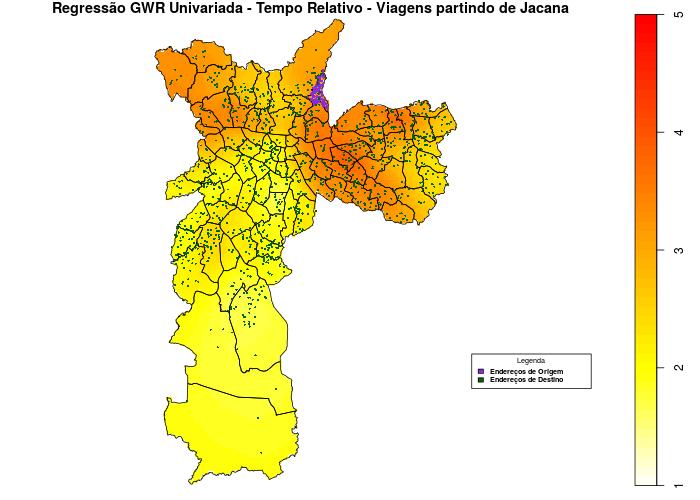 Regressão GWR Univariada - Tempo Relativo - Viagens partindo de Jacana
5
4
3
2
1
Legenda
Endereços de Origem
Endereços de Destino